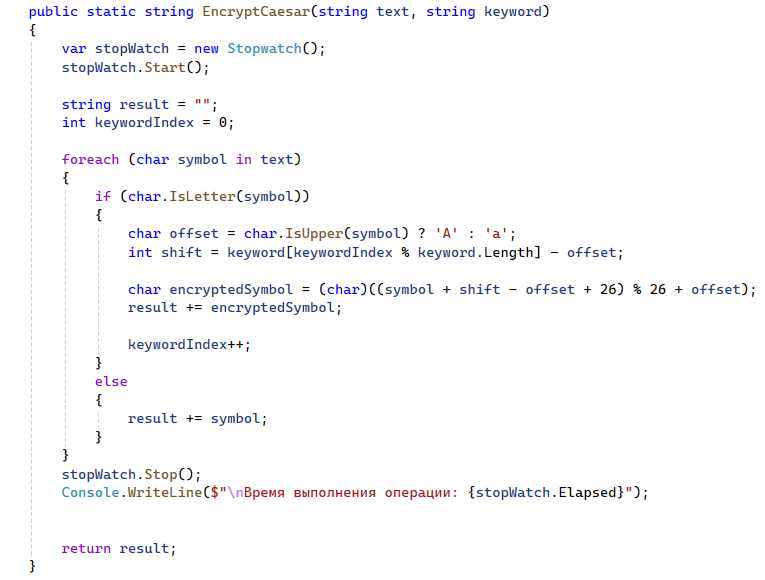 public static string EncryptCaesar(string text, string keyword)
{
    var stopWatch = new Stopwatch();
    stopWatch.Start();

    string result = "";
    int keywordIndex = 0;

    foreach (char symbol in text)
    {
        if (char.IsLetter(symbol))
        {
            char offset = char.IsUpper(symbol) ? 'A' : 'a';
            int shift = keyword[keywordIndex % keyword.Length] - offset;

            char encryptedSymbol = (char)((symbol + shift - offset + 26) % 26 + offset);
            result += encryptedSymbol;

            keywordIndex++;
        }
        else
        {
            result += symbol;
        }
    }
    stopWatch.Stop();
    Console.WriteLine($"\nВремя выполнения операции: {stopWatch.Elapsed}");


    return result;
}